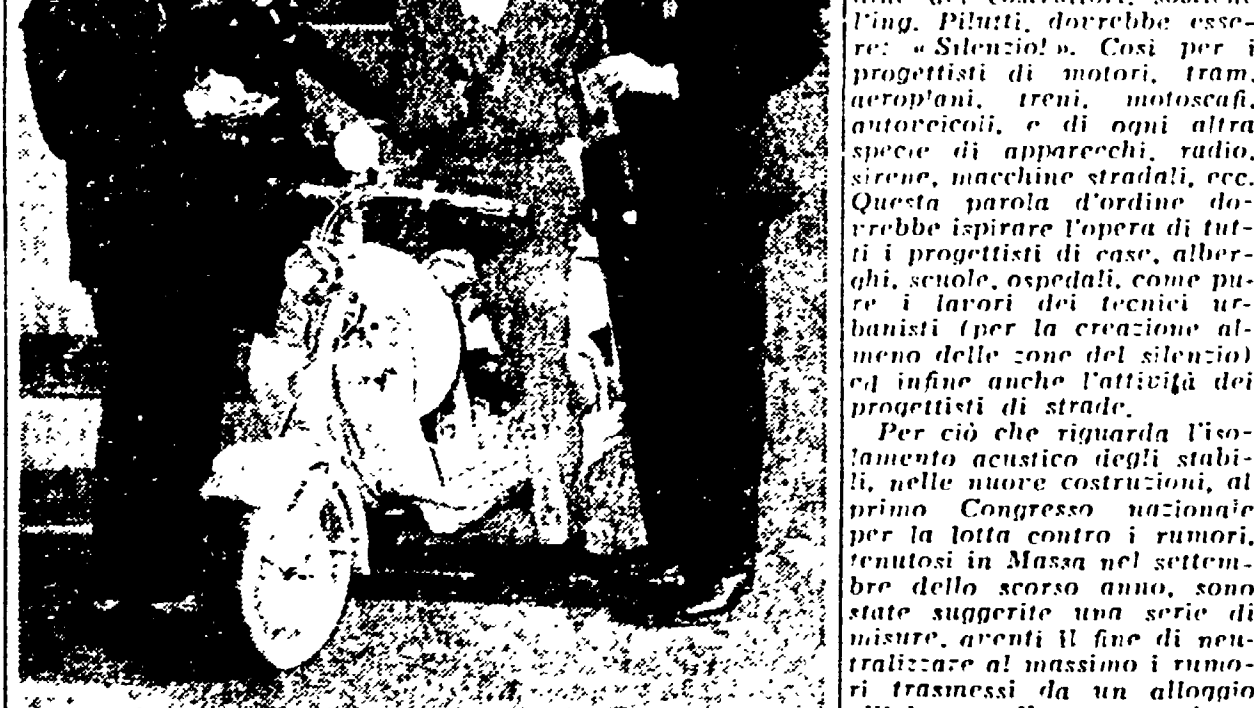 l'ing. Pilutti, dovrebbe esse-
re: «Silenzio!». Così per i
progettisti di motori, tram,
aeroplani, treni, motoscafi,
autoveicoli, e di ogni altra
specie di apparecchi, radio,
sirene, macchine stradali, ecc.
Questa parola d'ordine do-
vrebbe ispirare l'opera di tut-
ti i progettisti di case, alber-
ghi, scuole, ospedali, come pu-
re i lavori dei tecnici ur-
banisti (per la creazione al-
meno delle zone del silenzio)
ed infine anche l'attività dei
progettisti di strade.
Per ciò che riguarda l'iso-
lamento acustico degli stabi-
li, nelle nuove costruzioni, al
primo Congresso nazionale
per la lotta contro i rumori,
tenutosi in Massa nel settem-
bre dello scorso anno, sono
state suggerite una serie di
misure, aventi il fine di neu-
tralizzare al massimo i rumo-
ri trasmessi da un alloggio